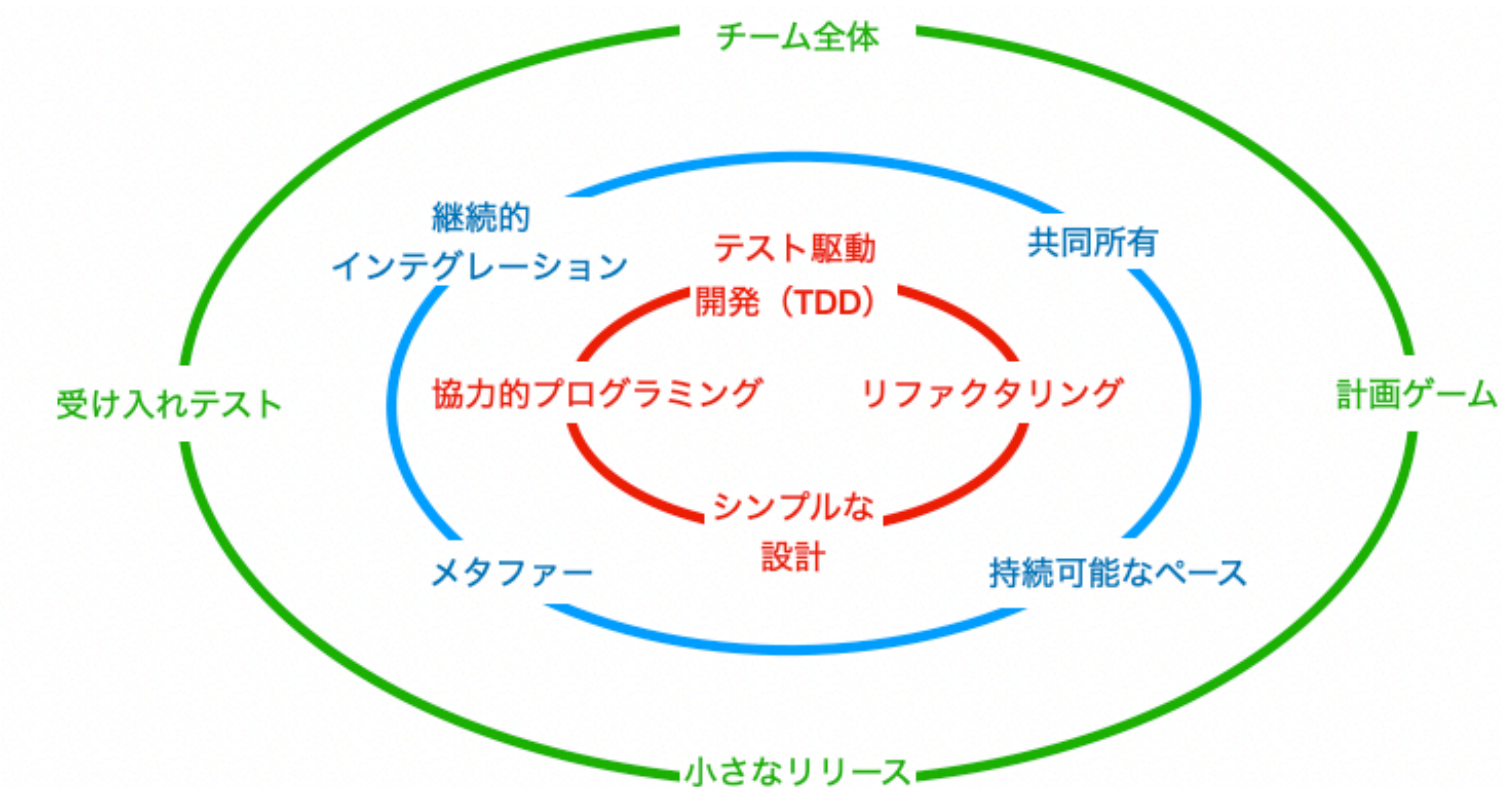 チーム全体
継続的
インテグレーション
共同所有
テスト駆動
開発（TDD）
受け入れテスト
協力的プログラミング
リファクタリング
計画ゲーム
シンプルな
設計
メタファー
持続可能なペース
小さなリリース